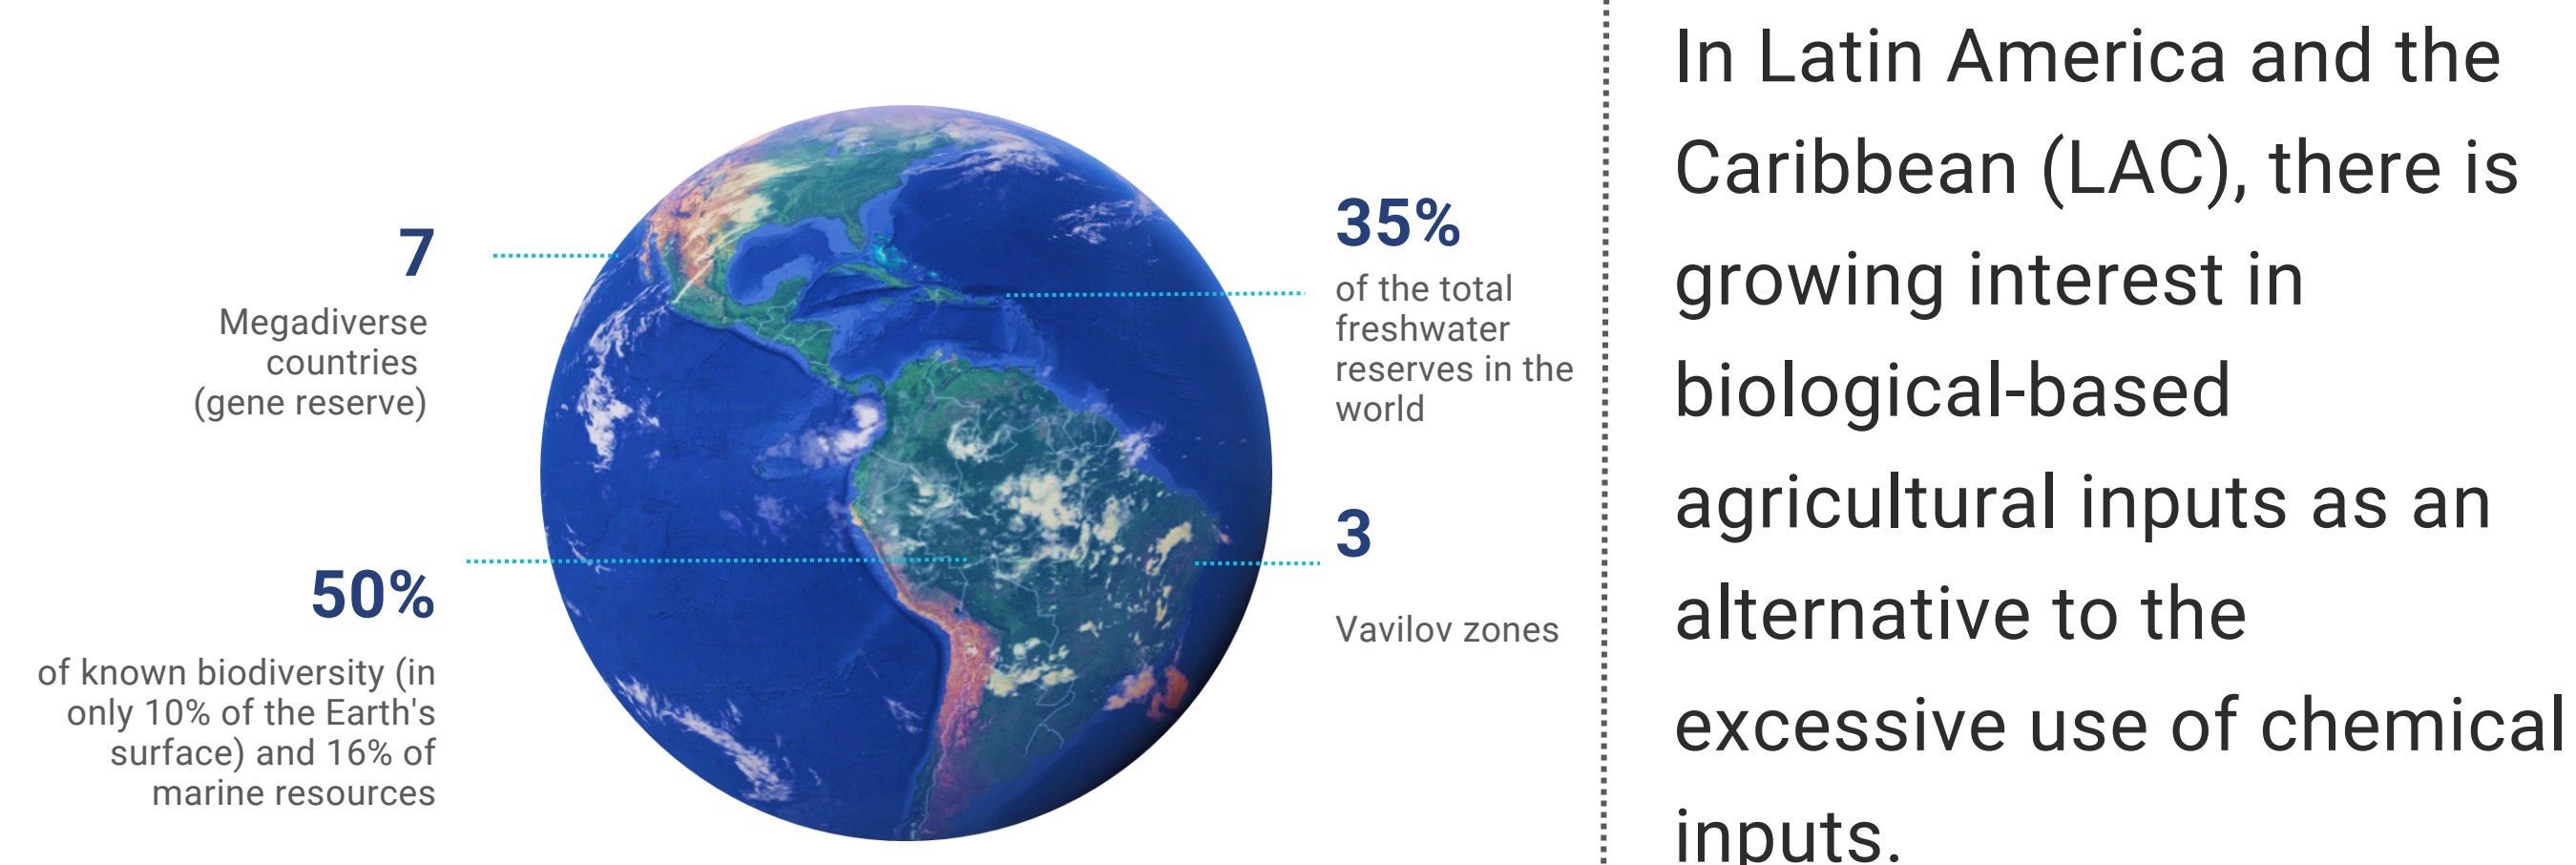 7
Megadiverse
countries
(gene reserve)
50%
of known biodiversity (in
only 10% of the Earth's
surface) and 16% of
marine resources
35%
of the total
freshwater
reserves in the
world
3
Vavilov zones
In Latin America and the
Caribbean (LAC), there is
growing interest in
biological-based
agricultural inputs as an
alternative to the
excessive use of chemical
inputs.